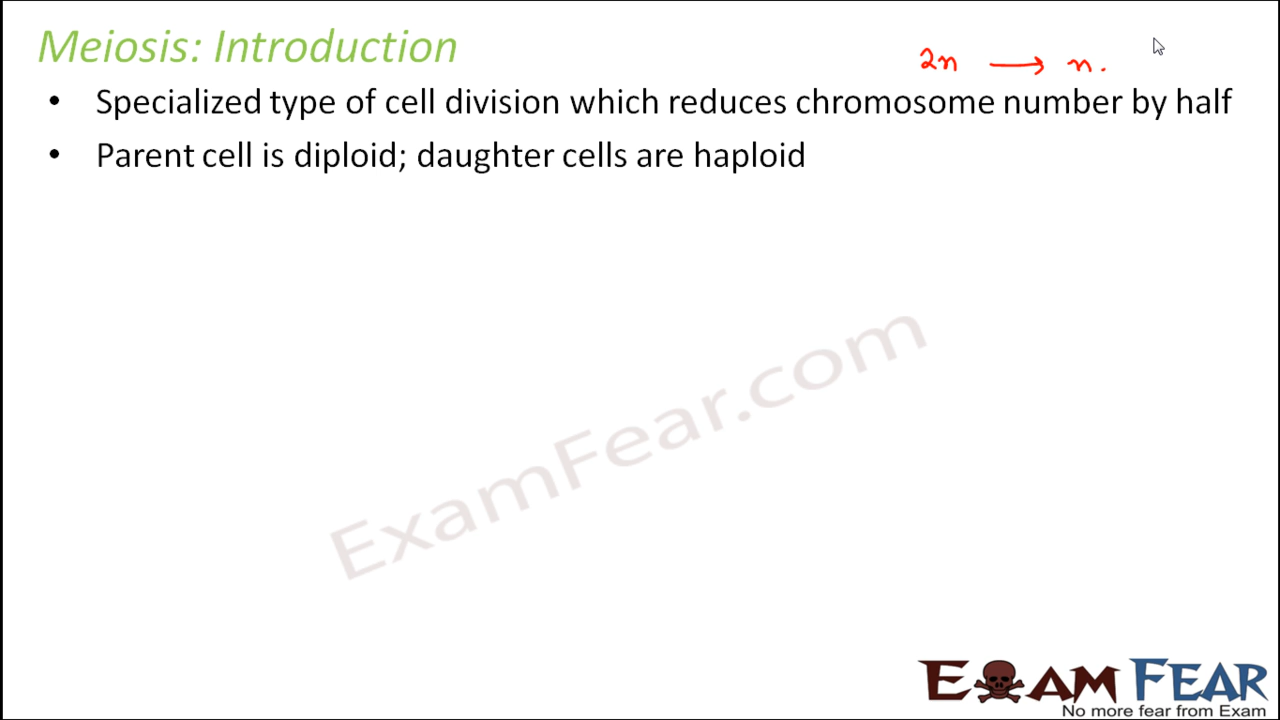 Meiosis: Introduction
2n → n.
• Specialized type of cell division which reduces chromosome number by half
• Parent cell is diploid; daughter cells are haploid
ExamFear.com
EXAM FEAR
No more fear from Exam